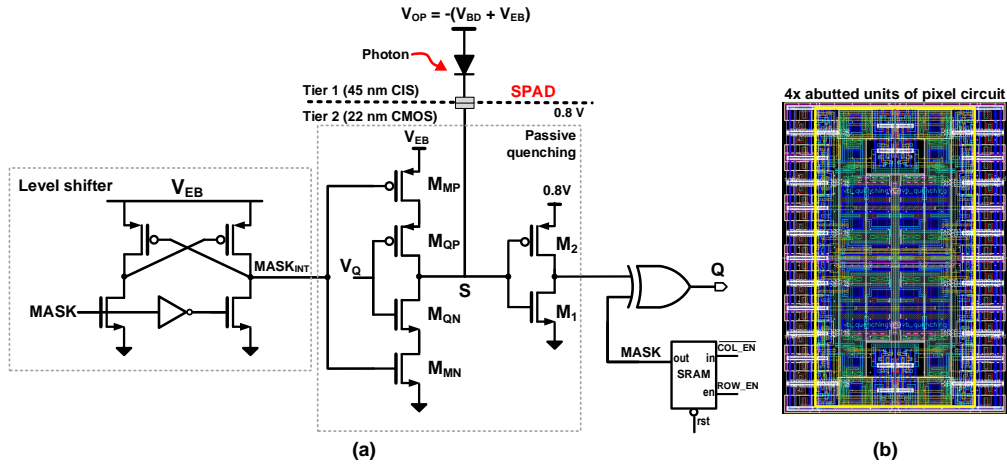 V_OP = -(V_BD + V_EB)
Photon
Tier 1 (45 nm CIS)
SPAD
Tier 2 (22 nm CMOS)
0.8 V
Passive
quenching
V_EB
Level shifter
V_EB
MASK
MASK_INT
V_Q
M_MP
M_QP
M_QN
M_MN
S
0.8V
M_2
M_1
Q
MASK
out
in
SRAM
en
rst
COL_EN
ROW_EN
(a)
4x abutted units of pixel circuit
vb_quenching
vb_quenching
(b)